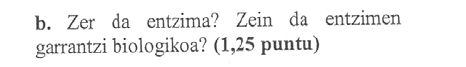 b. Zer da entzima? Zein da entzimen
garrantzi biologikoa? (1,25 puntu)